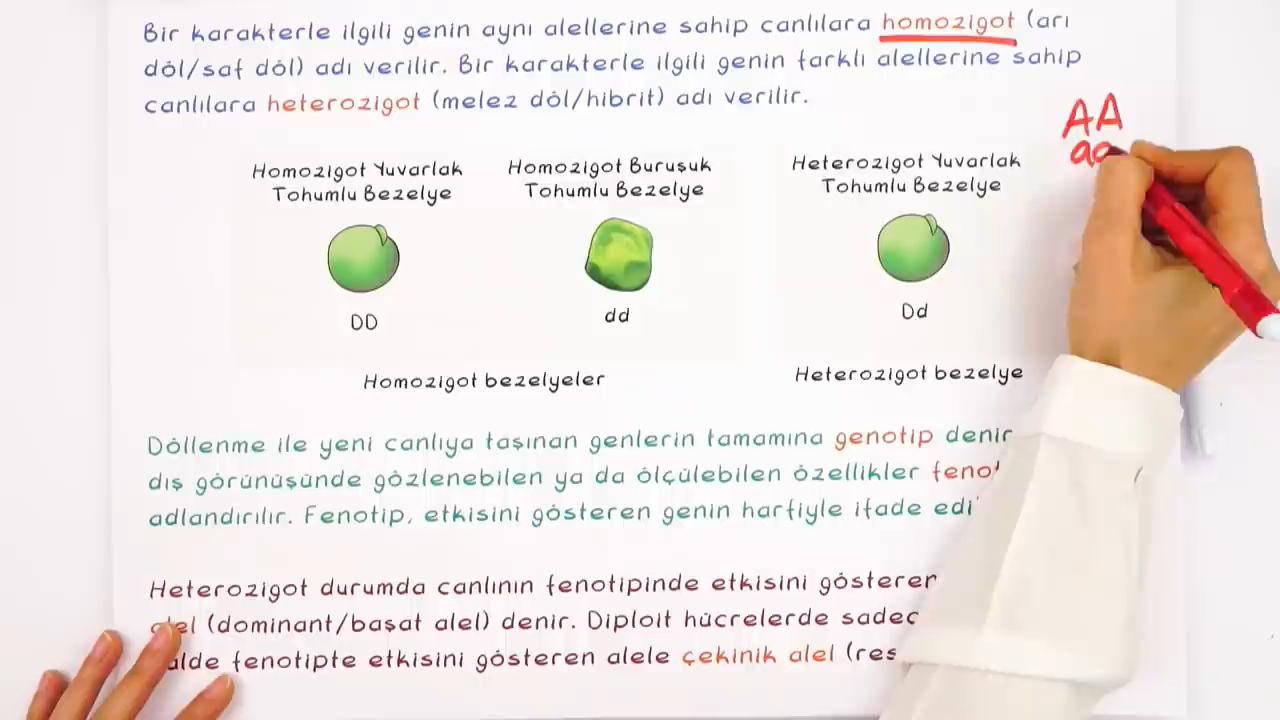 Bir karakterle ilgili genin aynı alellerine sahip canlılara homozigot (arı
döl/saf döl) adı verilir. Bir karakterle ilgili genin farklı alellerine sahip
canlılara heterozigot (melez döl/hibrit) adı verilir.
AA
Homozigot Yuvarlak
Tohumlu Bezelye
DD
Homozigot Buruşuk
Tohumlu Bezelye
dd
Heterozigot Yuvarlak
Tohumlu Bezelye
Dd
Homozigot bezelyeler
Heterozigot bezelye
Döllenme ile yeni canlıya taşınan genlerin tamamına genotip denir
dış görünüşünde gözlenebilen ya da ölçülebilen özellikler
adlandırılır. Fenotip, etkisini gösteren genin harfiyle ifade
Heterozigot durumda canlının fenotipinde etkisini gösteren
(dominant/başat alel) denir. Diploit hücrelerde
fenotipte etkisini gösteren alele çekinik alel